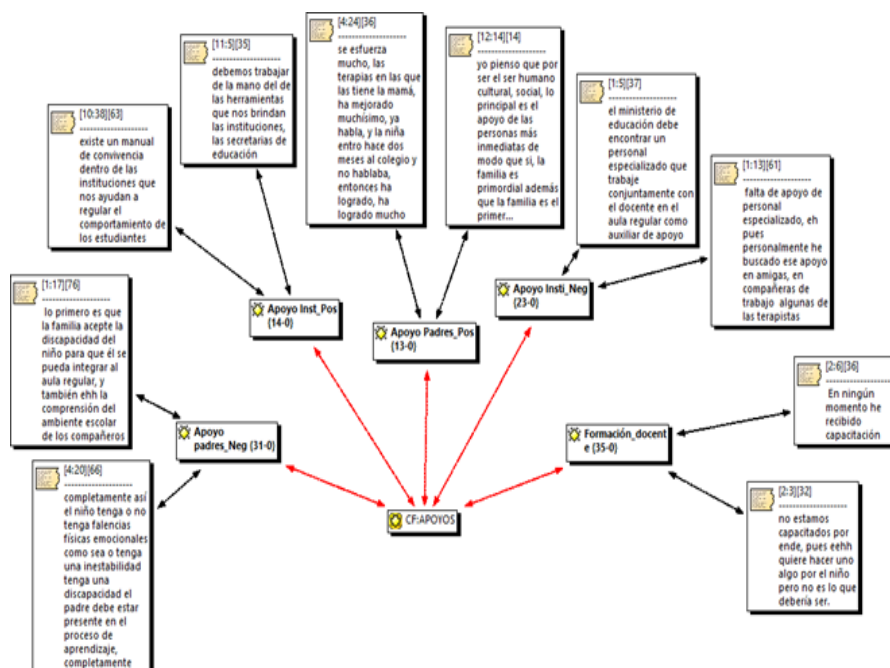 [4:24][36]
se esfuerza
mucho, las
terapias en las que
las tiene la mamá,
ha mejorado
muchísimo, ya
habla, y la niña
entro hace dos
meses al colegio y
no hablaba,
entonces ha
logrado, ha
logrado mucho
[12:14][14]
yo pienso que por
ser el ser humano
cultural, social, lo
principal es el
apoyo de las
personas más
inmediatas de
modo que si, la
familia es
primordial además
que la familia es el
primer...
[11:5][35]
debemos trabajar
de la mano del de
las herramientas
que nos brindan
las instituciones,
las secretarias de
educación
[1:5][37]
el ministerio de
educación debe
encontrar un
personal
especializado que
trabaje
conjuntamente con
el docente en el
aula regular como
auxiliar de apoyo
[10:38][63]
existe un manual
de convivencia
dentro de las
instituciones que
nos ayudan a
regular el
comportamiento de
los estudiantes
[1:13][61]
falta de apoyo de
personal
especializado, eh
pues
personalmente he
buscado ese apoyo
en amigas, en
compañeras de
trabajo algunas de
las terapistas
[1:17][76]
lo primero es que
la familia acepte la
discapacidad del
niño para que él se
pueda integrar al
aula regular, y
también ehh la
comprensión del
ambiente escolar
de los compañeros
Apoyo Inst_Pos
(14-0)
Apoyo Padres_Pos
(13-0)
Apoyo Insti_Neg
(23-0)
[2:6][36]
En ningún
momento he
recibido
capacitación
Apoyo
padres_Neg (31-0)
Formación_docent
e (35-0)
[4:20][66]
completamente así
el niño tenga o no
tenga falencias
físicas emocionales
como sea o tenga
una inestabilidad
tenga una
discapacidad el
padre debe estar
presente en el
proceso de
aprendizaje,
completamente
CF:APOYOS
[2:3][32]
no estamos
capacitados por
ende, pues eehh
quiere hacer uno
algo por el niño
pero no es lo que
debería ser.